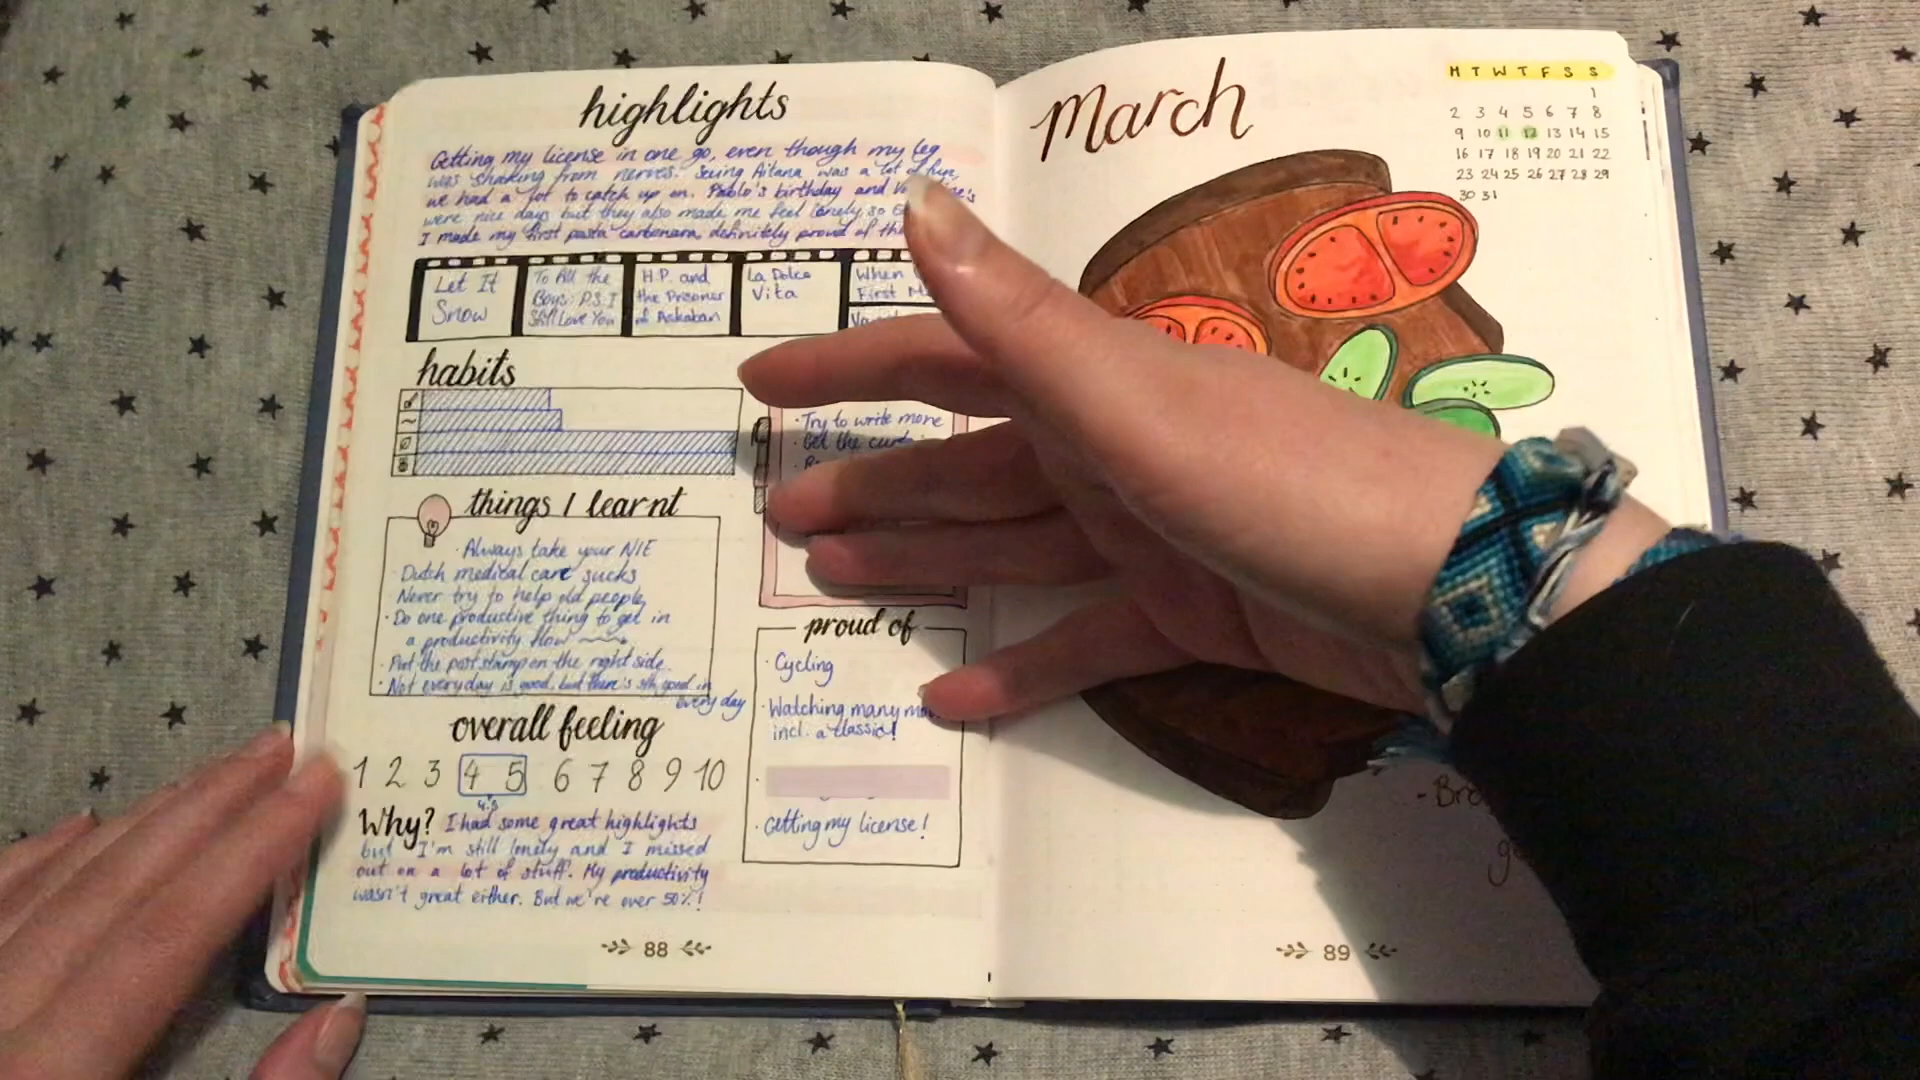 highlights
Getting my license in one go, even though my leg
was shaking from nerves. Seeing Aitana was a lot of fun,
we had a lot to catch up on. Pablo's birthday and
were nice days but they also made me feel lonely so
I made my first pasta carbonara, definitely proud of
Let It
Snow
To All the
Boys: P.S. I
Still Love You
H.P. and
the Prisoner
of Askaban
La Dolce
Vita
When
First
habits
· Try to write more
· Get the
things I learnt
· Always take your NIE
· Dutch medical care sucks
Never try to help old people
· Do one productive thing to get in
a productivity flow
· Put the poststamp on the right side.
· Not everyday is good, but there's sth good in
every day
proud of
· Cycling
· Watching many
incl. a classic!
· Getting my license!
overall feeling
1 2 3 4 5 6 7 8 9 10
4.5
Why? I had some great highlights
but I'm still lonely and I missed
out on a lot of stuff. My productivity
wasn't great either. But we're over 50%!
88
March
M T W T F S S
1
2 3 4 5 6 7 8
9 10 11 12 13 14 15
16 17 18 19 20 21 22
23 24 25 26 27 28 29
30 31
89